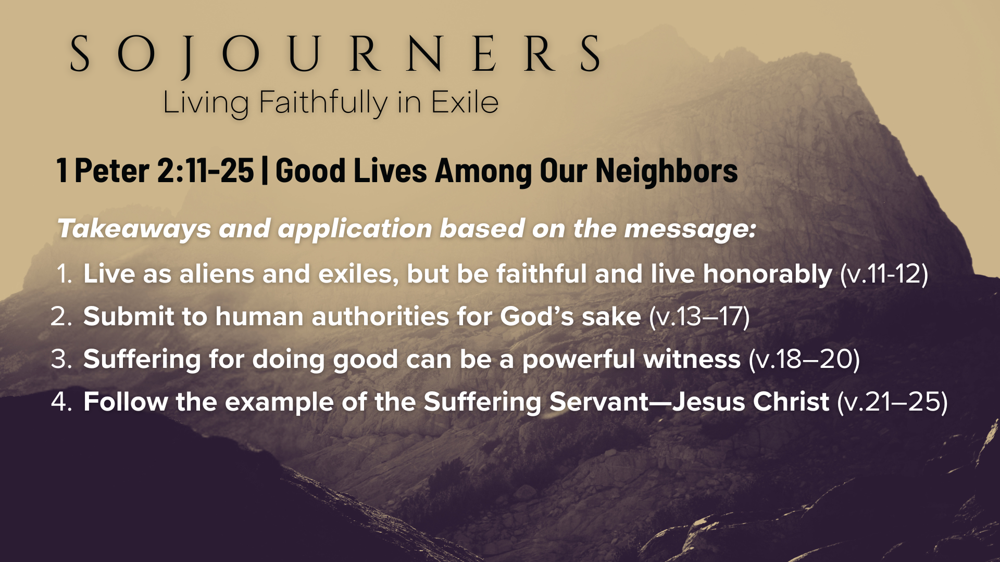 SOJOURNERS
Living Faithfully in Exile
1 Peter 2:11-25 | Good Lives Among Our Neighbors
Takeaways and application based on the message:
1. Live as aliens and exiles, but be faithful and live honorably (v.11-12)
2. Submit to human authorities for God’s sake (v.13–17)
3. Suffering for doing good can be a powerful witness (v.18–20)
4. Follow the example of the Suffering Servant—Jesus Christ (v.21–25)